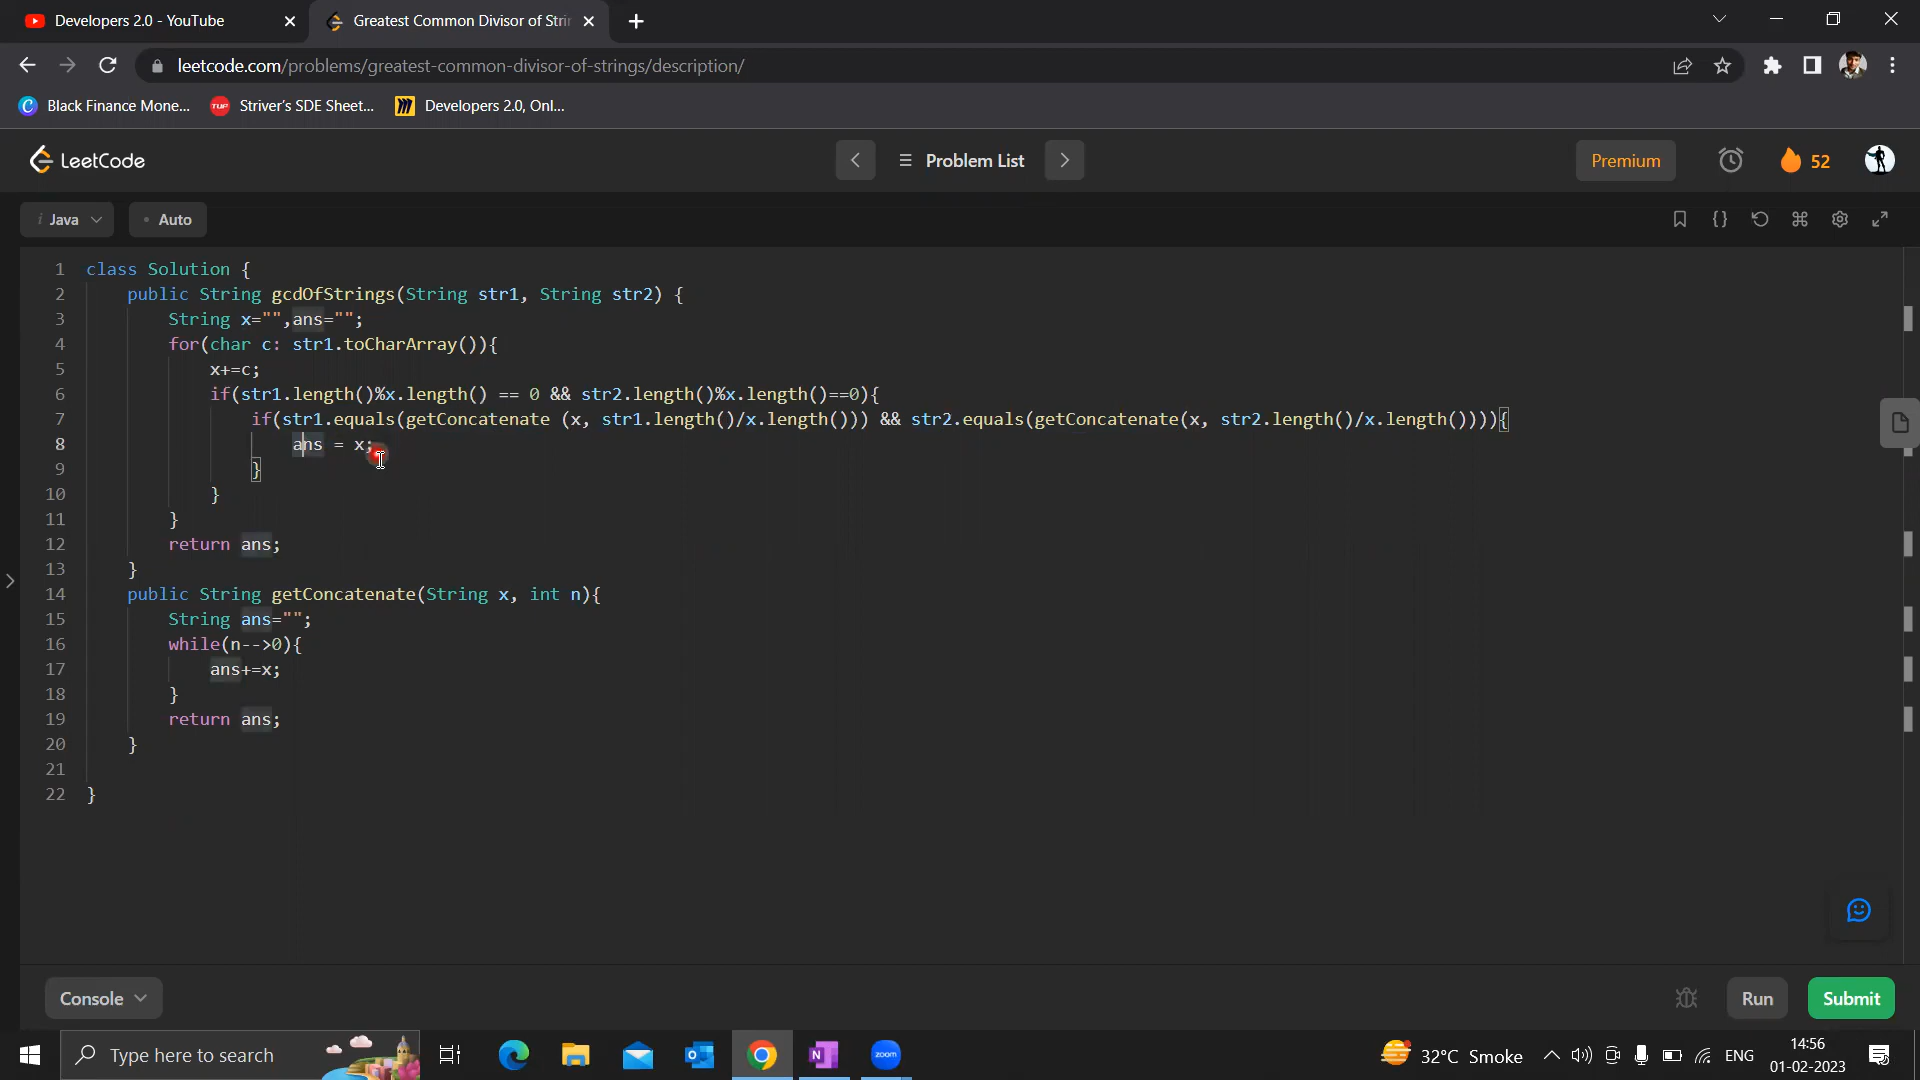 Developers 2.0 - YouTube
Greatest Common Divisor of Strin
leetcode.com/problems/greatest-common-divisor-of-strings/description/
Black Finance Mone... TUF Striver's SDE Sheet... Developers 2.0, Onl...
LeetCode
Problem List
Premium
52
i Java
Auto
1 class Solution {
2 public String gcdOfStrings(String str1, String str2) {
3 String x="",ans="";
4 for(char c: str1.toCharArray()){
5 x+=c;
6 if(str1.length()%x.length() == 0 && str2.length()%x.length()==0){
7 if(str1.equals(getConcatenate (x, str1.length()/x.length())) && str2.equals(getConcatenate(x, str2.length()/x.length()))){
8 ans = x;
9 }
10 }
11 }
12 return ans;
13 }
14 public String getConcatenate(String x, int n){
15 String ans="";
16 while(n-->0){
17 ans+=x;
18 }
19 return ans;
20 }
21
22 }
Console
Run
Submit
Type here to search
zoom
32°C Smoke
ENG
14:56
01-02-2023